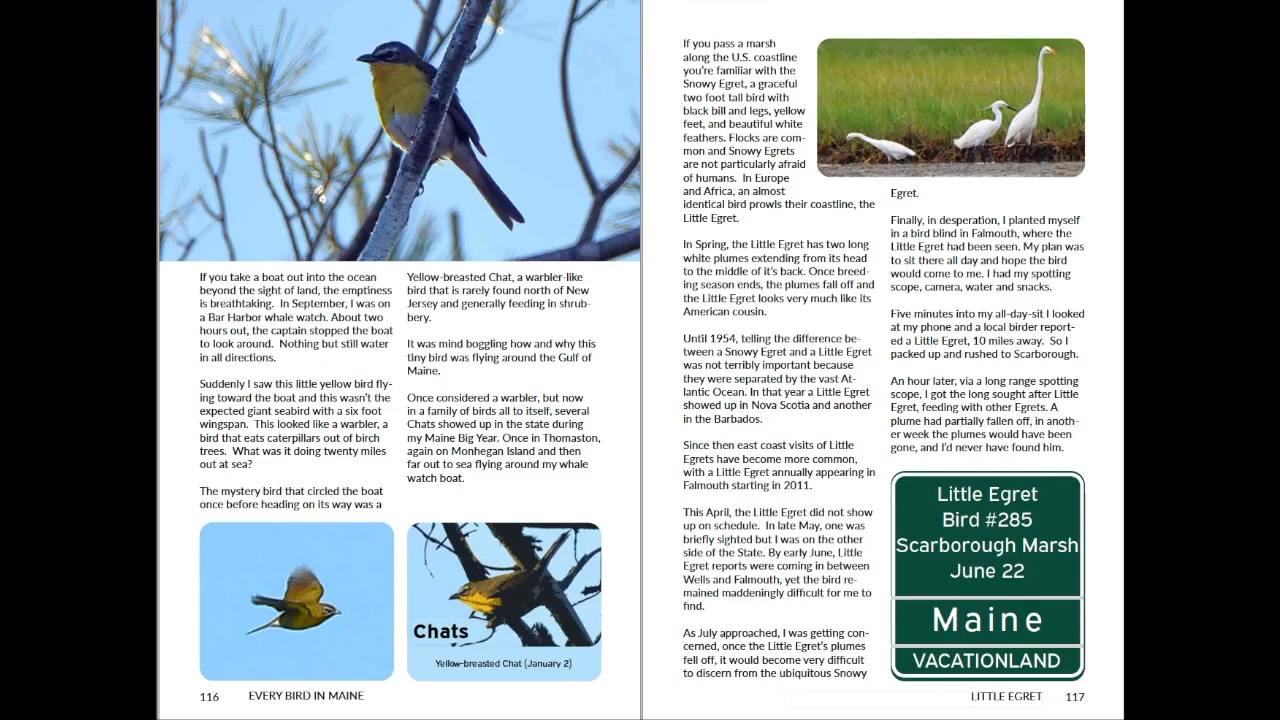 If you take a boat out into the ocean
beyond the sight of land, the emptiness
is breathtaking.  In September, I was on
a Bar Harbor whale watch. About two
hours out, the captain stopped the boat
to look around.  Nothing but still water
in all directions.
Suddenly I saw this little yellow bird fly-
ing toward the boat and this wasn't the
expected giant seabird with a six foot
wingspan.  This looked like a warbler, a
bird that eats caterpillars out of birch
trees.  What was it doing twenty miles
out at sea?
The mystery bird that circled the boat
once before heading on its way was a
Yellow-breasted Chat, a warbler-like
bird that is rarely found north of New
Jersey and generally feeding in shrub-
bery.
It was mind boggling how and why this
tiny bird was flying around the Gulf of
Maine.
Once considered a warbler, but now
in a family of birds all to itself, several
Chats showed up in the state during
my Maine Big Year. Once in Thomaston,
again on Monhegan Island and then
far out to sea flying around my whale
watch boat.
Chats
Yellow-breasted Chat (January 2)
116 EVERY BIRD IN MAINE
If you pass a marsh
along the U.S. coastline
you're familiar with the
Snowy Egret, a graceful
two foot tall bird with
black bill and legs, yellow
feet, and beautiful white
feathers. Flocks are com-
mon and Snowy Egrets
are not particularly afraid
of humans.  In Europe
and Africa, an almost
identical bird prowls their coastline, the
Little Egret.
In Spring, the Little Egret has two long
white plumes extending from its head
to the middle of it's back. Once breed-
ing season ends, the plumes fall off and
the Little Egret looks very much like its
American cousin.
Until 1954, telling the difference be-
tween a Snowy Egret and a Little Egret
was not terribly important because
they were separated by the vast At-
lantic Ocean. In that year a Little Egret
showed up in Nova Scotia and another
in the Barbados.
Since then east coast visits of Little
Egrets have become more common,
with a Little Egret annually appearing in
Falmouth starting in 2011.
This April, the Little Egret did not show
up on schedule.  In late May, one was
briefly sighted but I was on the other
side of the State. By early June, Little
Egret reports were coming in between
Wells and Falmouth, yet the bird re-
mained maddeningly difficult for me to
find.
As July approached, I was getting con-
cerned, once the Little Egret's plumes
fell off, it would become very difficult
to discern from the ubiquitous Snowy
Egret.
Finally, in desperation, I planted myself
in a bird blind in Falmouth, where the
Little Egret had been seen. My plan was
to sit there all day and hope the bird
would come to me. I had my spotting
scope, camera, water and snacks.
Five minutes into my all-day-sit I looked
at my phone and a local birder report-
ed a Little Egret, 10 miles away.  So I
packed up and rushed to Scarborough.
An hour later, via a long range spotting
scope, I got the long sought after Little
Egret, feeding with other Egrets. A
plume had partially fallen off, in anoth-
er week the plumes would have been
gone, and I'd never have found him.
Little Egret
Bird #285
Scarborough Marsh
June 22
Maine
VACATIONLAND
LITTLE EGRET 117